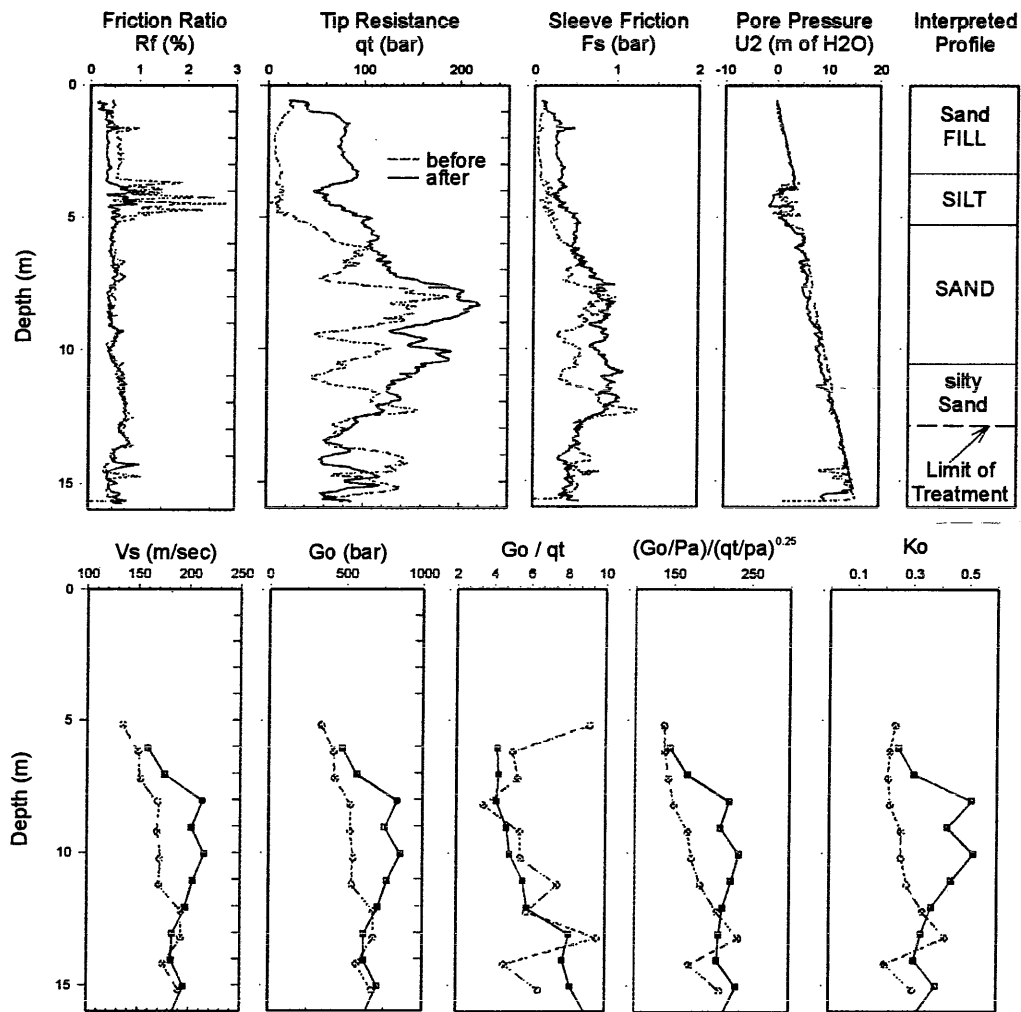 Friction Ratio
Rf (%)
Tip Resistance
qt (bar)
Sleeve Friction
Fs (bar)
Pore Pressure
U2 (m of H2O)
Interpreted
Profile
0 1 2 3
0 100 200
0 1 2
-10 0 10 20
0
5
10
15
Depth (m)
before
after
Sand
FILL
SILT
SAND
silty
Sand
Limit of
Treatment
Vs (m/sec)
Go (bar)
Go / qt
(Go/Pa)/(qt/pa)^0.25
Ko
100 150 200 250
0 500 1000
2 4 6 8 10
150 250
0.1 0.3 0.5
0
5
10
15
Depth (m)